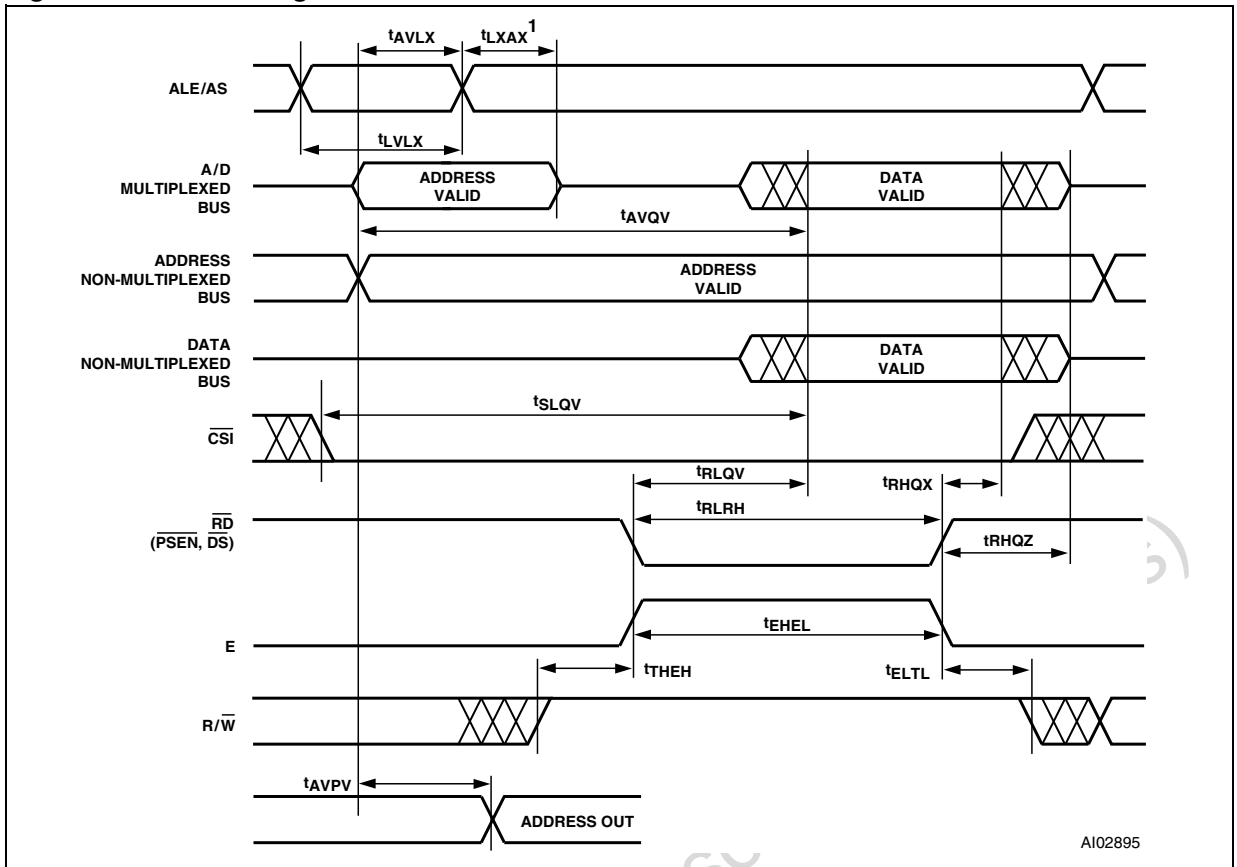 tAVLX
tLXAX 1
ALE/AS
tLVLX
A/D
MULTIPLEXED
BUS
ADDRESS
VALID
DATA
VALID
tAVQV
ADDRESS
NON-MULTIPLEXED
BUS
ADDRESS
VALID
DATA
NON-MULTIPLEXED
BUS
DATA
VALID
tSLQV
CSI
tRLQV
tRHQX
tRLRH
RD
(PSEN, DS)
tRHQZ
tEHEL
E
tTHEH
tELTL
R/W
tAVPV
ADDRESS OUT
AI02895